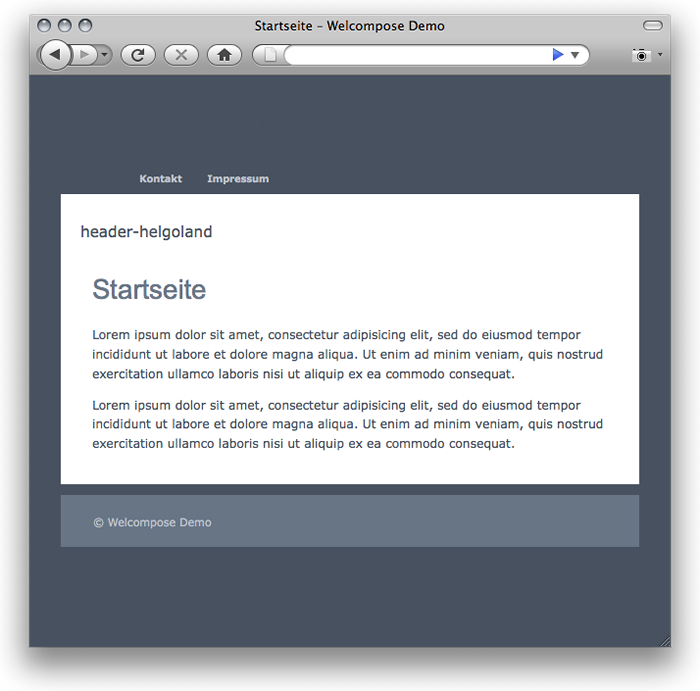 Startseite – Welcompose Demo
Kontakt Impressum
header-helgoland
Startseite
Lorem ipsum dolor sit amet, consectetur adipisicing elit, sed do eiusmod tempor
incididunt ut labore et dolore magna aliqua. Ut enim ad minim veniam, quis nostrud
exercitation ullamco laboris nisi ut aliquip ex ea commodo consequat.
Lorem ipsum dolor sit amet, consectetur adipisicing elit, sed do eiusmod tempor
incididunt ut labore et dolore magna aliqua. Ut enim ad minim veniam, quis nostrud
exercitation ullamco laboris nisi ut aliquip ex ea commodo consequat.
© Welcompose Demo